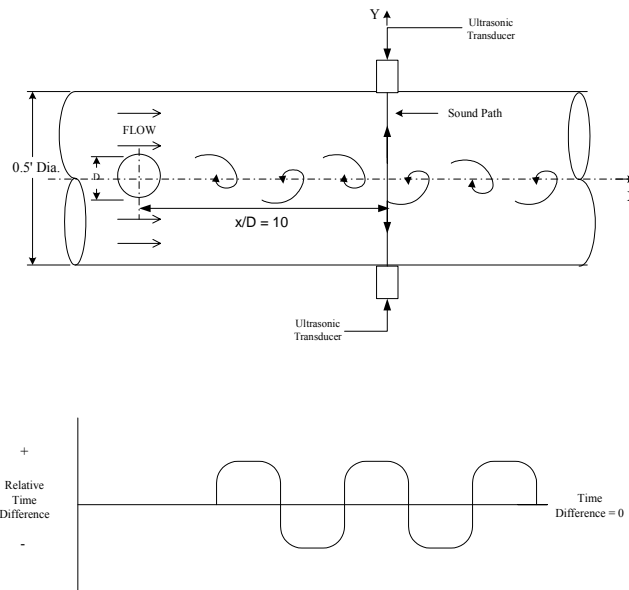 Y
Ultrasonic
Transducer
Sound Path
FLOW
0.5' Dia.
D
x/D = 10
Ultrasonic
Transducer
+
Relative
Time
Difference
-
Time
Difference = 0